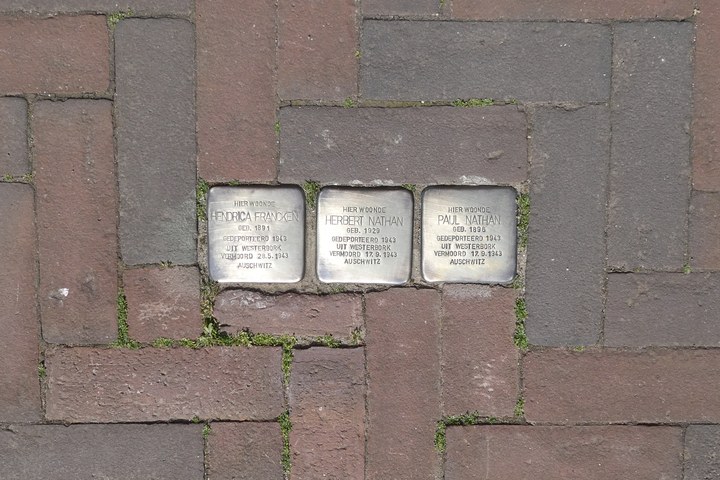 HIER WOONDE
HENDRICA FRANCKEN
GEB. 1891
GEDEPORTEERD 1943
UIT WESTERBORK
VERMOORD 28.5.1943
AUSCHWITZ
HIER WOONDE
HERBERT NATHAN
GEB. 1929
GEDEPORTEERD 1943
UIT WESTERBORK
VERMOORD 17.9.1943
AUSCHWITZ
HIER WOONDE
PAUL NATHAN
GEB. 1896
GEDEPORTEERD 1943
UIT WESTERBORK
VERMOORD 17.9.1943
AUSCHWITZ